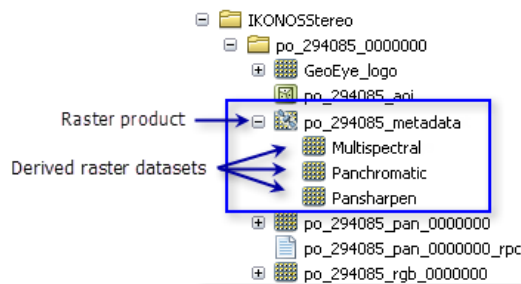 IKONOSStereo
po_294085_0000000
GeoEye_logo
po_294085_aoi
Raster product
po_294085_metadata
Multispectral
Derived raster datasets
Panchromatic
Pansharpen
po_294085_pan_0000000
po_294085_pan_0000000_rpc
po_294085_rgb_0000000